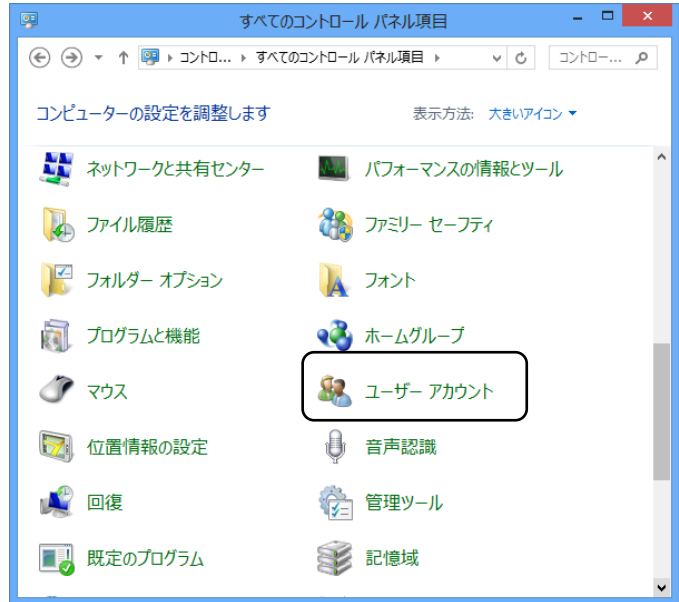 すべてのコントロール パネル項目
コントロ... すべてのコントロール パネル項目 コントロー...
コンピューターの設定を調整します 表示方法: 大きいアイコン
ネットワークと共有センター パフォーマンスの情報とツール
ファイル履歴 ファミリー セーフティ
フォルダー オプション フォント
プログラムと機能 ホームグループ
マウス ユーザー アカウント
位置情報の設定 音声認識
回復 管理ツール
既定のプログラム 記憶域